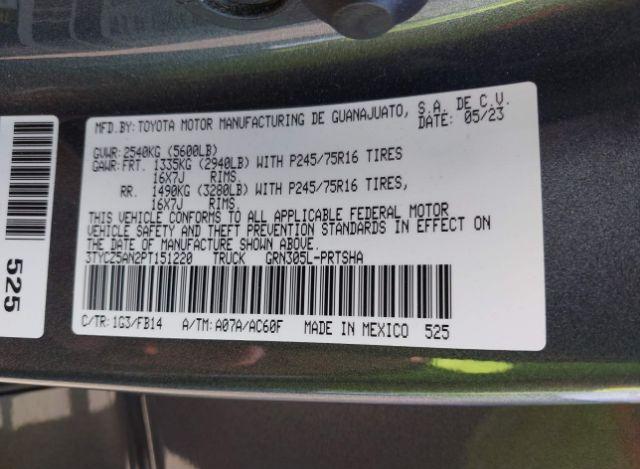 MFD.BY:TOYOTA MOTOR MANUFACTURING DE GUANAJUATO, S.A. DE C.V.
DATE: 05/23
GVWR:2540KG (5600LB)
GAWR:FRT. 1335KG (2940LB) WITH P245/75R16 TIRES
16X7J RIMS.
RR. 1490KG (3280LB) WITH P245/75R16 TIRES,
16X7J RIMS.
THIS VEHICLE CONFORMS TO ALL APPLICABLE FEDERAL MOTOR
VEHICLE SAFETY AND THEFT PREVENTION STANDARDS IN EFFECT ON
THE DATE OF MANUFACTURE SHOWN ABOVE.
3TYCZ5AN2PT151220 TRUCK GRN305L-PRTSHA
C/TR:1G3/FB14 A/TM:A07A/AC60F MADE IN MEXICO 525
525